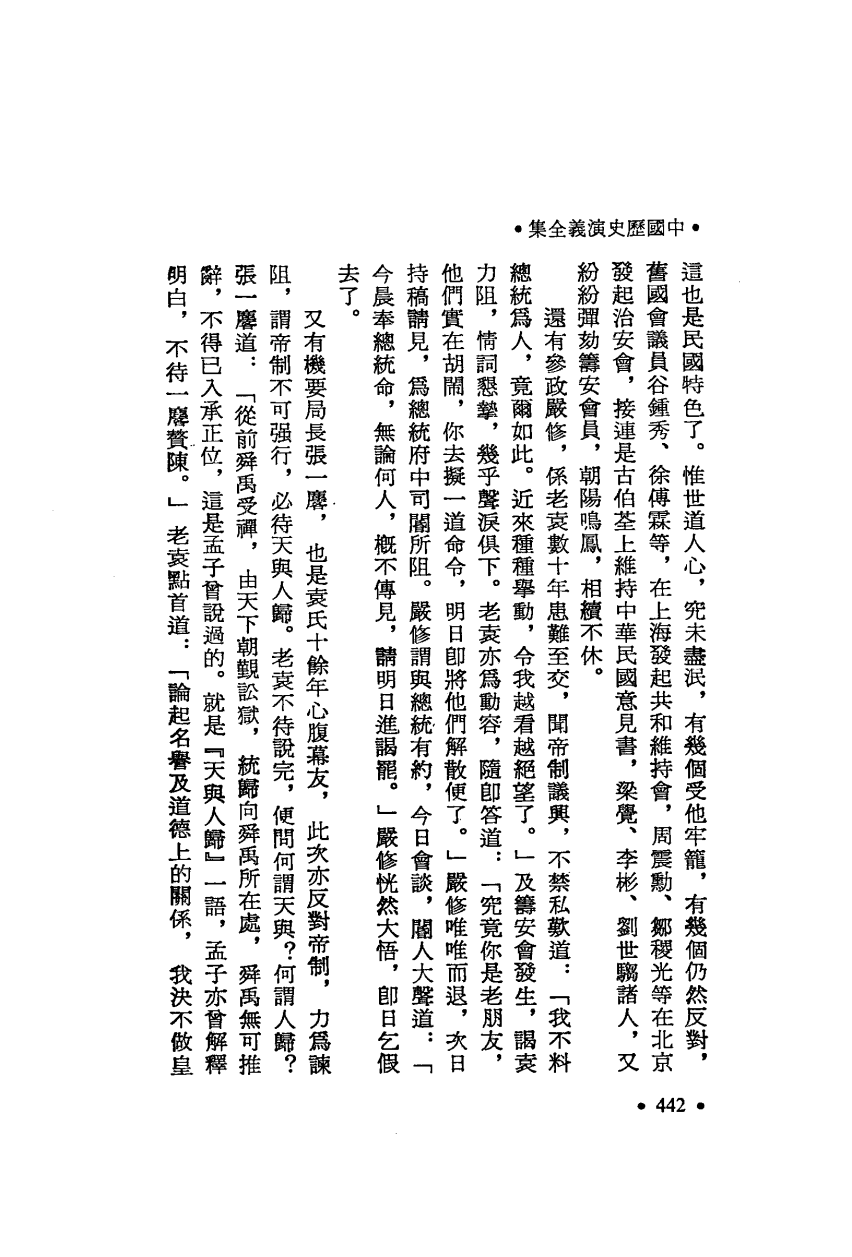 •中國歷史演義全集•
這也是民國特色了。惟世道人心，究未盡泯，有幾個受他牢籠，有幾個仍然反對，
舊國會議員谷鍾秀、徐傅霖等，在上海發起共和維持會，周震勳、鄒稷光等在北京
發起治安會，接連是古伯荃上維持中華民國意見書，梁覺、李彬、劉世騶諸人，又
紛紛彈劾籌安會員，朝陽鳴鳳，相續不休。
還有參政嚴修，係老袁數十年患難至交，聞帝制議興，不禁私歎道：「我不料
總統爲人，竟爾如此。近來種種舉動，令我越看越絕望了。」及籌安會發生，謁袁
力阻，情詞懇摯，幾乎聲淚俱下。老袁亦爲動容，隨卽答道：「究竟你是老朋友，
他們實在胡鬧，你去擬一道命令，明日卽將他們解散便了。」嚴修唯唯而退，次日
持稿請見，爲總統府中司閽所阻。嚴修謂與總統有約，今日會談，閽人大聲道：「
今晨奉總統命，無論何人，槪不傳見，請明日進謁罷。」嚴修恍然大悟，卽日乞假
去了。
又有機要局長張一麐，也是袁氏十餘年心腹幕友，此次亦反對帝制，力爲諫
阻，謂帝制不可强行，必待天與人歸。老袁不待說完，便問何謂天與？何謂人歸？
張一麐道：「從前舜禹受禪，由天下朝覲訟獄，統歸向舜禹所在處，舜禹無可推
辭，不得已入承正位，這是孟子曾說過的。就是『天與人歸』一語，孟子亦曾解釋
明白，不待一麐贅陳。」老袁點首道：「論起名譽及道德上的關係，我決不做皇
• 442 •